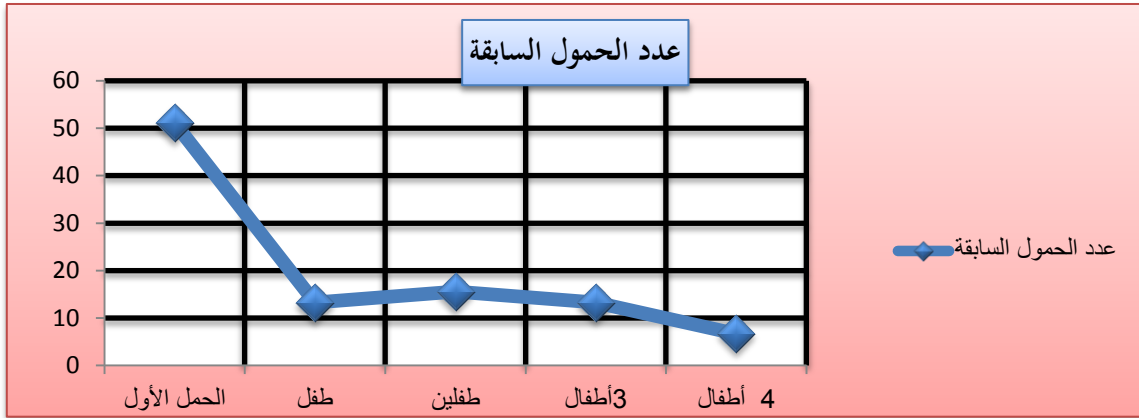 عدد الحمول السابقة
60
50
40
30
20
10
0
الحمل الأول
طفل
طفلين
3أطفال
4 أطفال
عدد الحمول السابقة